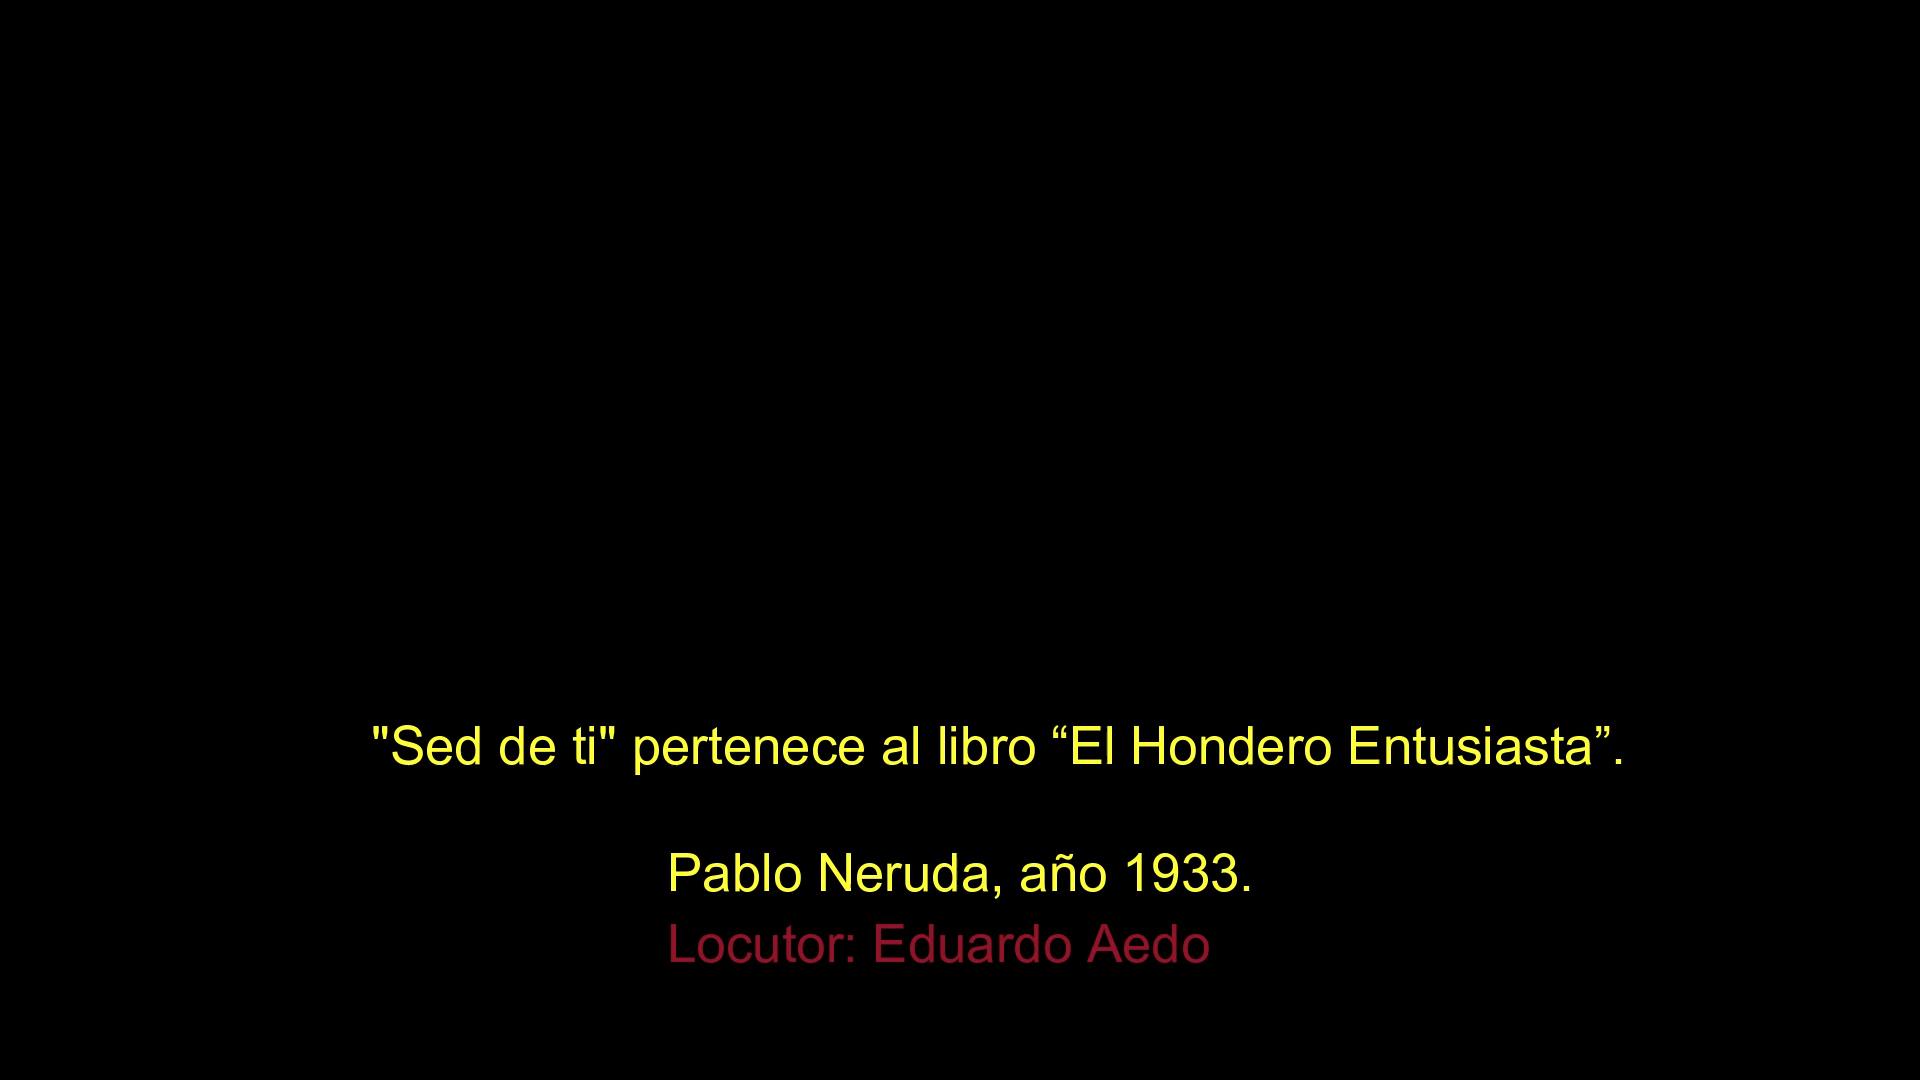 "Sed de ti" pertenece al libro “El Hondero Entusiasta”.
Pablo Neruda, año 1933.
Locutor: Eduardo Aedo